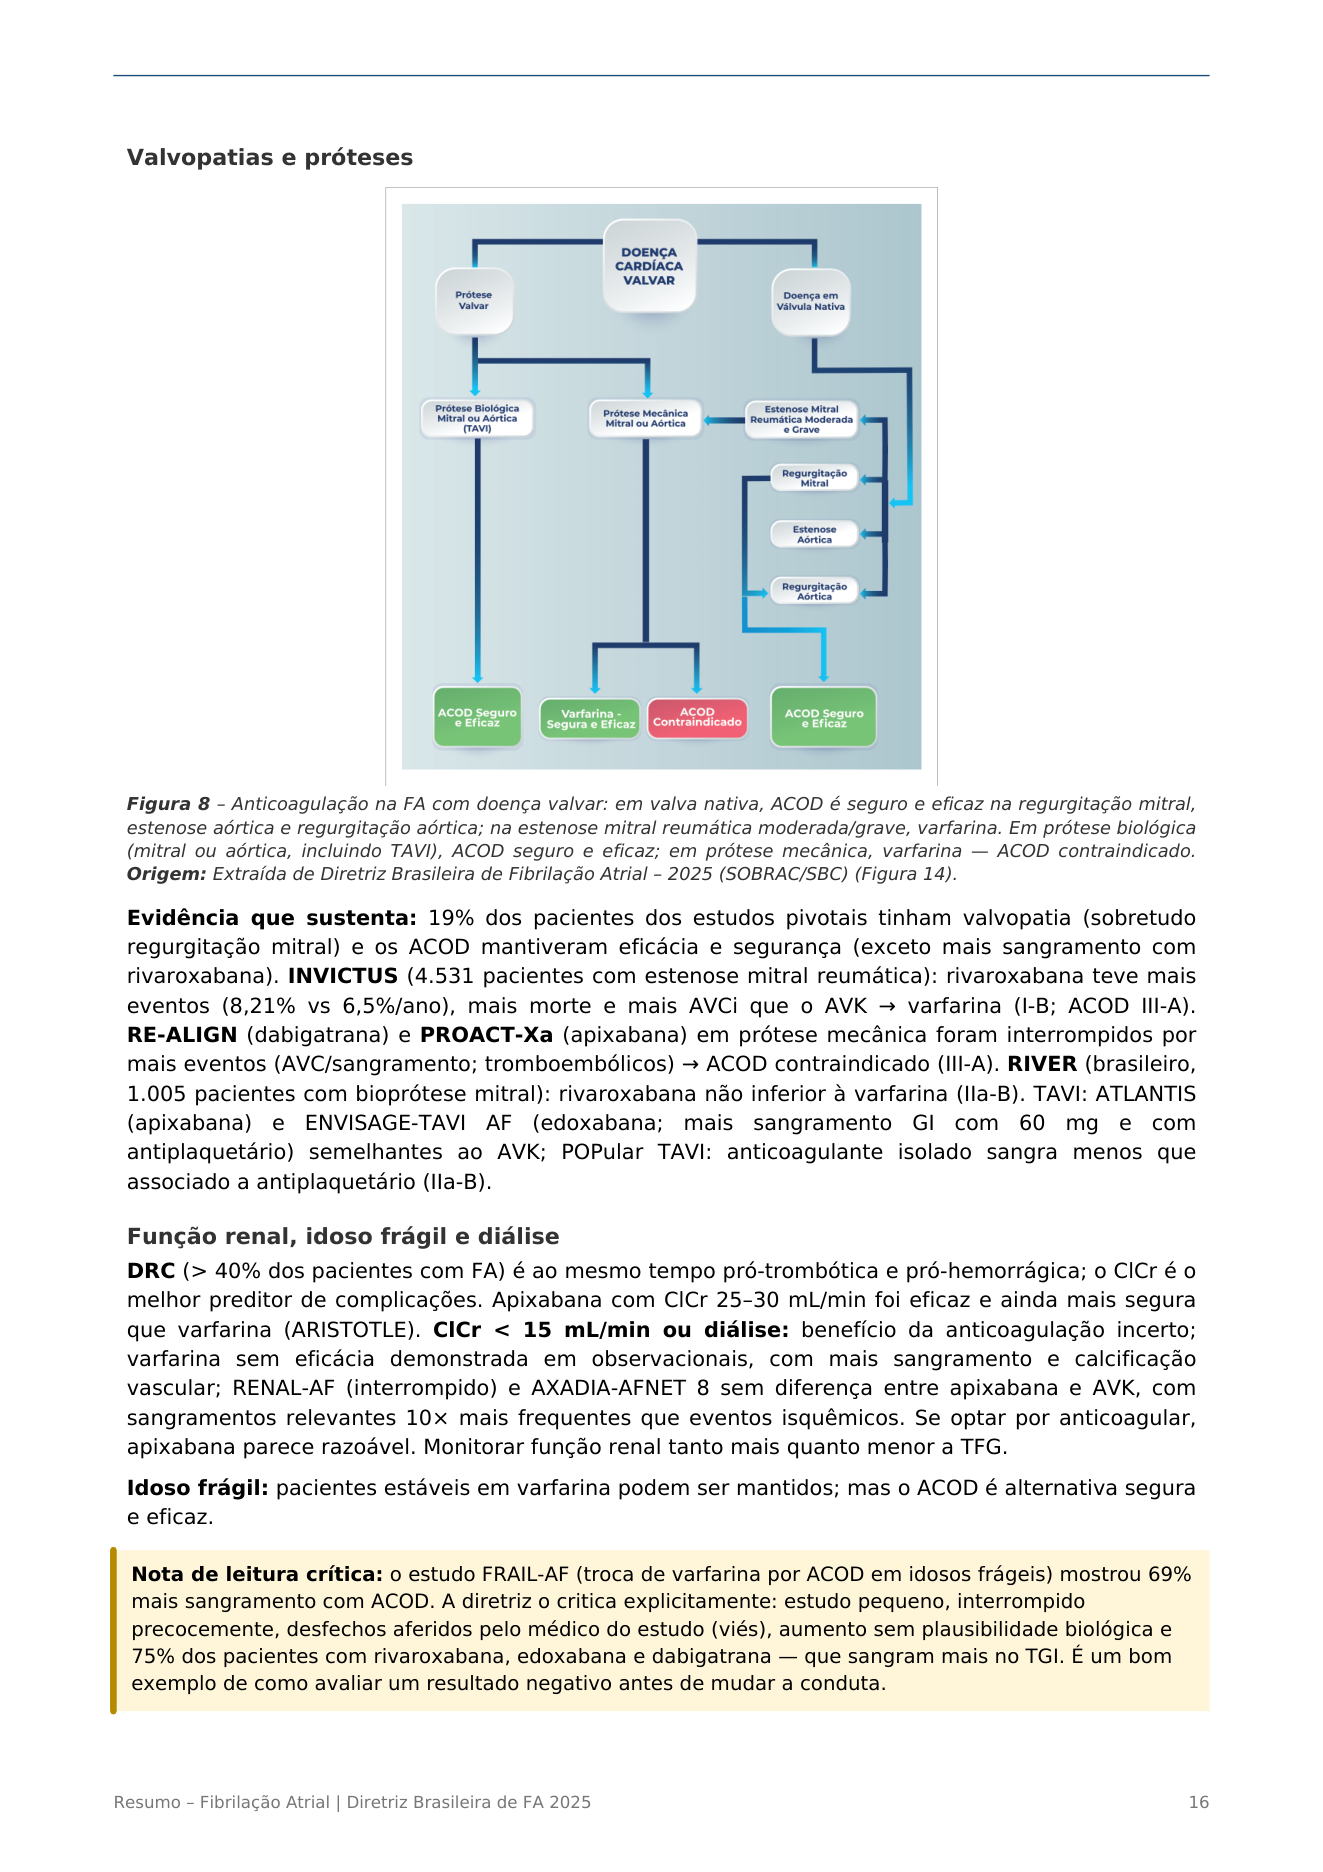 Valvopatias e próteses
DOENÇA
CARDÍACA
VALVAR
Prótese
Valvar
Doença em
Válvula Nativa
Prótese Biológica
Mitral ou Aórtica
(TAVI)
Prótese Mecânica
Mitral ou Aórtica
Estenose Mitral
Reumática Moderada
e Grave
Regurgitação
Mitral
Estenose
Aórtica
Regurgitação
Aórtica
ACOD Seguro
e Eficaz
Varfarina -
Segura e Eficaz
ACOD
Contraindicado
ACOD Seguro
e Eficaz
Figura 8 – Anticoagulação na FA com doença valvar: em valva nativa, ACOD é seguro e eficaz na regurgitação mitral,
estenose aórtica e regurgitação aórtica; na estenose mitral reumática moderada/grave, varfarina. Em prótese biológica
(mitral ou aórtica, incluindo TAVI), ACOD seguro e eficaz; em prótese mecânica, varfarina — ACOD contraindicado.
Origem: Extraída de Diretriz Brasileira de Fibrilação Atrial – 2025 (SOBRAC/SBC) (Figura 14).
Evidência que sustenta: 19% dos pacientes dos estudos pivotais tinham valvopatia (sobretudo
regurgitação mitral) e os ACOD mantiveram eficácia e segurança (exceto mais sangramento com
rivaroxabana). INVICTUS (4.531 pacientes com estenose mitral reumática): rivaroxabana teve mais
eventos (8,21% vs 6,5%/ano), mais morte e mais AVCi que o AVK → varfarina (I-B; ACOD III-A).
RE-ALIGN (dabigatrana) e PROACT-Xa (apixabana) em prótese mecânica foram interrompidos por
mais eventos (AVC/sangramento; tromboembólicos) → ACOD contraindicado (III-A). RIVER (brasileiro,
1.005 pacientes com bioprótese mitral): rivaroxabana não inferior à varfarina (IIa-B). TAVI: ATLANTIS
(apixabana) e ENVISAGE-TAVI AF (edoxabana; mais sangramento GI com 60 mg e com
antiplaquetário) semelhantes ao AVK; POPular TAVI: anticoagulante isolado sangra menos que
associado a antiplaquetário (IIa-B).
Função renal, idoso frágil e diálise
DRC (> 40% dos pacientes com FA) é ao mesmo tempo pró-trombótica e pró-hemorrágica; o ClCr é o
melhor preditor de complicações. Apixabana com ClCr 25–30 mL/min foi eficaz e ainda mais segura
que varfarina (ARISTOTLE). ClCr < 15 mL/min ou diálise: benefício da anticoagulação incerto;
varfarina sem eficácia demonstrada em observacionais, com mais sangramento e calcificação
vascular; RENAL-AF (interrompido) e AXADIA-AFNET 8 sem diferença entre apixabana e AVK, com
sangramentos relevantes 10× mais frequentes que eventos isquêmicos. Se optar por anticoagular,
apixabana parece razoável. Monitorar função renal tanto mais quanto menor a TFG.
Idoso frágil: pacientes estáveis em varfarina podem ser mantidos; mas o ACOD é alternativa segura
e eficaz.
Nota de leitura crítica: o estudo FRAIL-AF (troca de varfarina por ACOD em idosos frágeis) mostrou 69%
mais sangramento com ACOD. A diretriz o critica explicitamente: estudo pequeno, interrompido
precocemente, desfechos aferidos pelo médico do estudo (viés), aumento sem plausibilidade biológica e
75% dos pacientes com rivaroxabana, edoxabana e dabigatrana — que sangram mais no TGI. É um bom
exemplo de como avaliar um resultado negativo antes de mudar a conduta.
Resumo – Fibrilação Atrial | Diretriz Brasileira de FA 2025
16